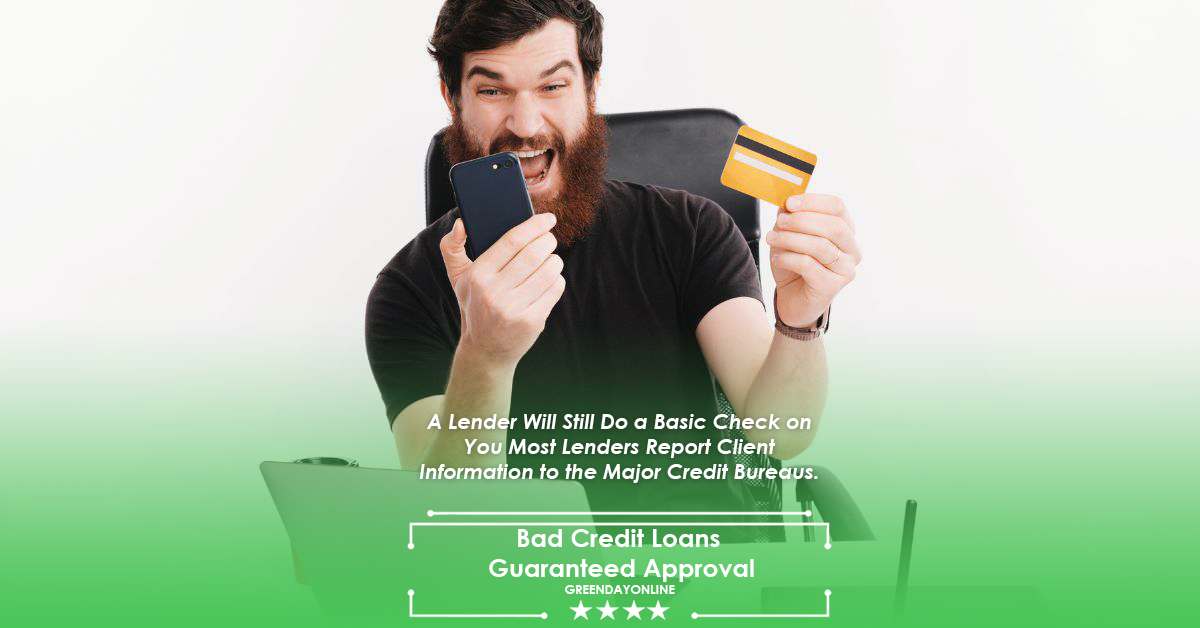 A Lender Will Still Do a Basic Check on
You Most Lenders Report Client
Information to the Major Credit Bureaus.
Bad Credit Loans
Guaranteed Approval
GREENDAYONLINE